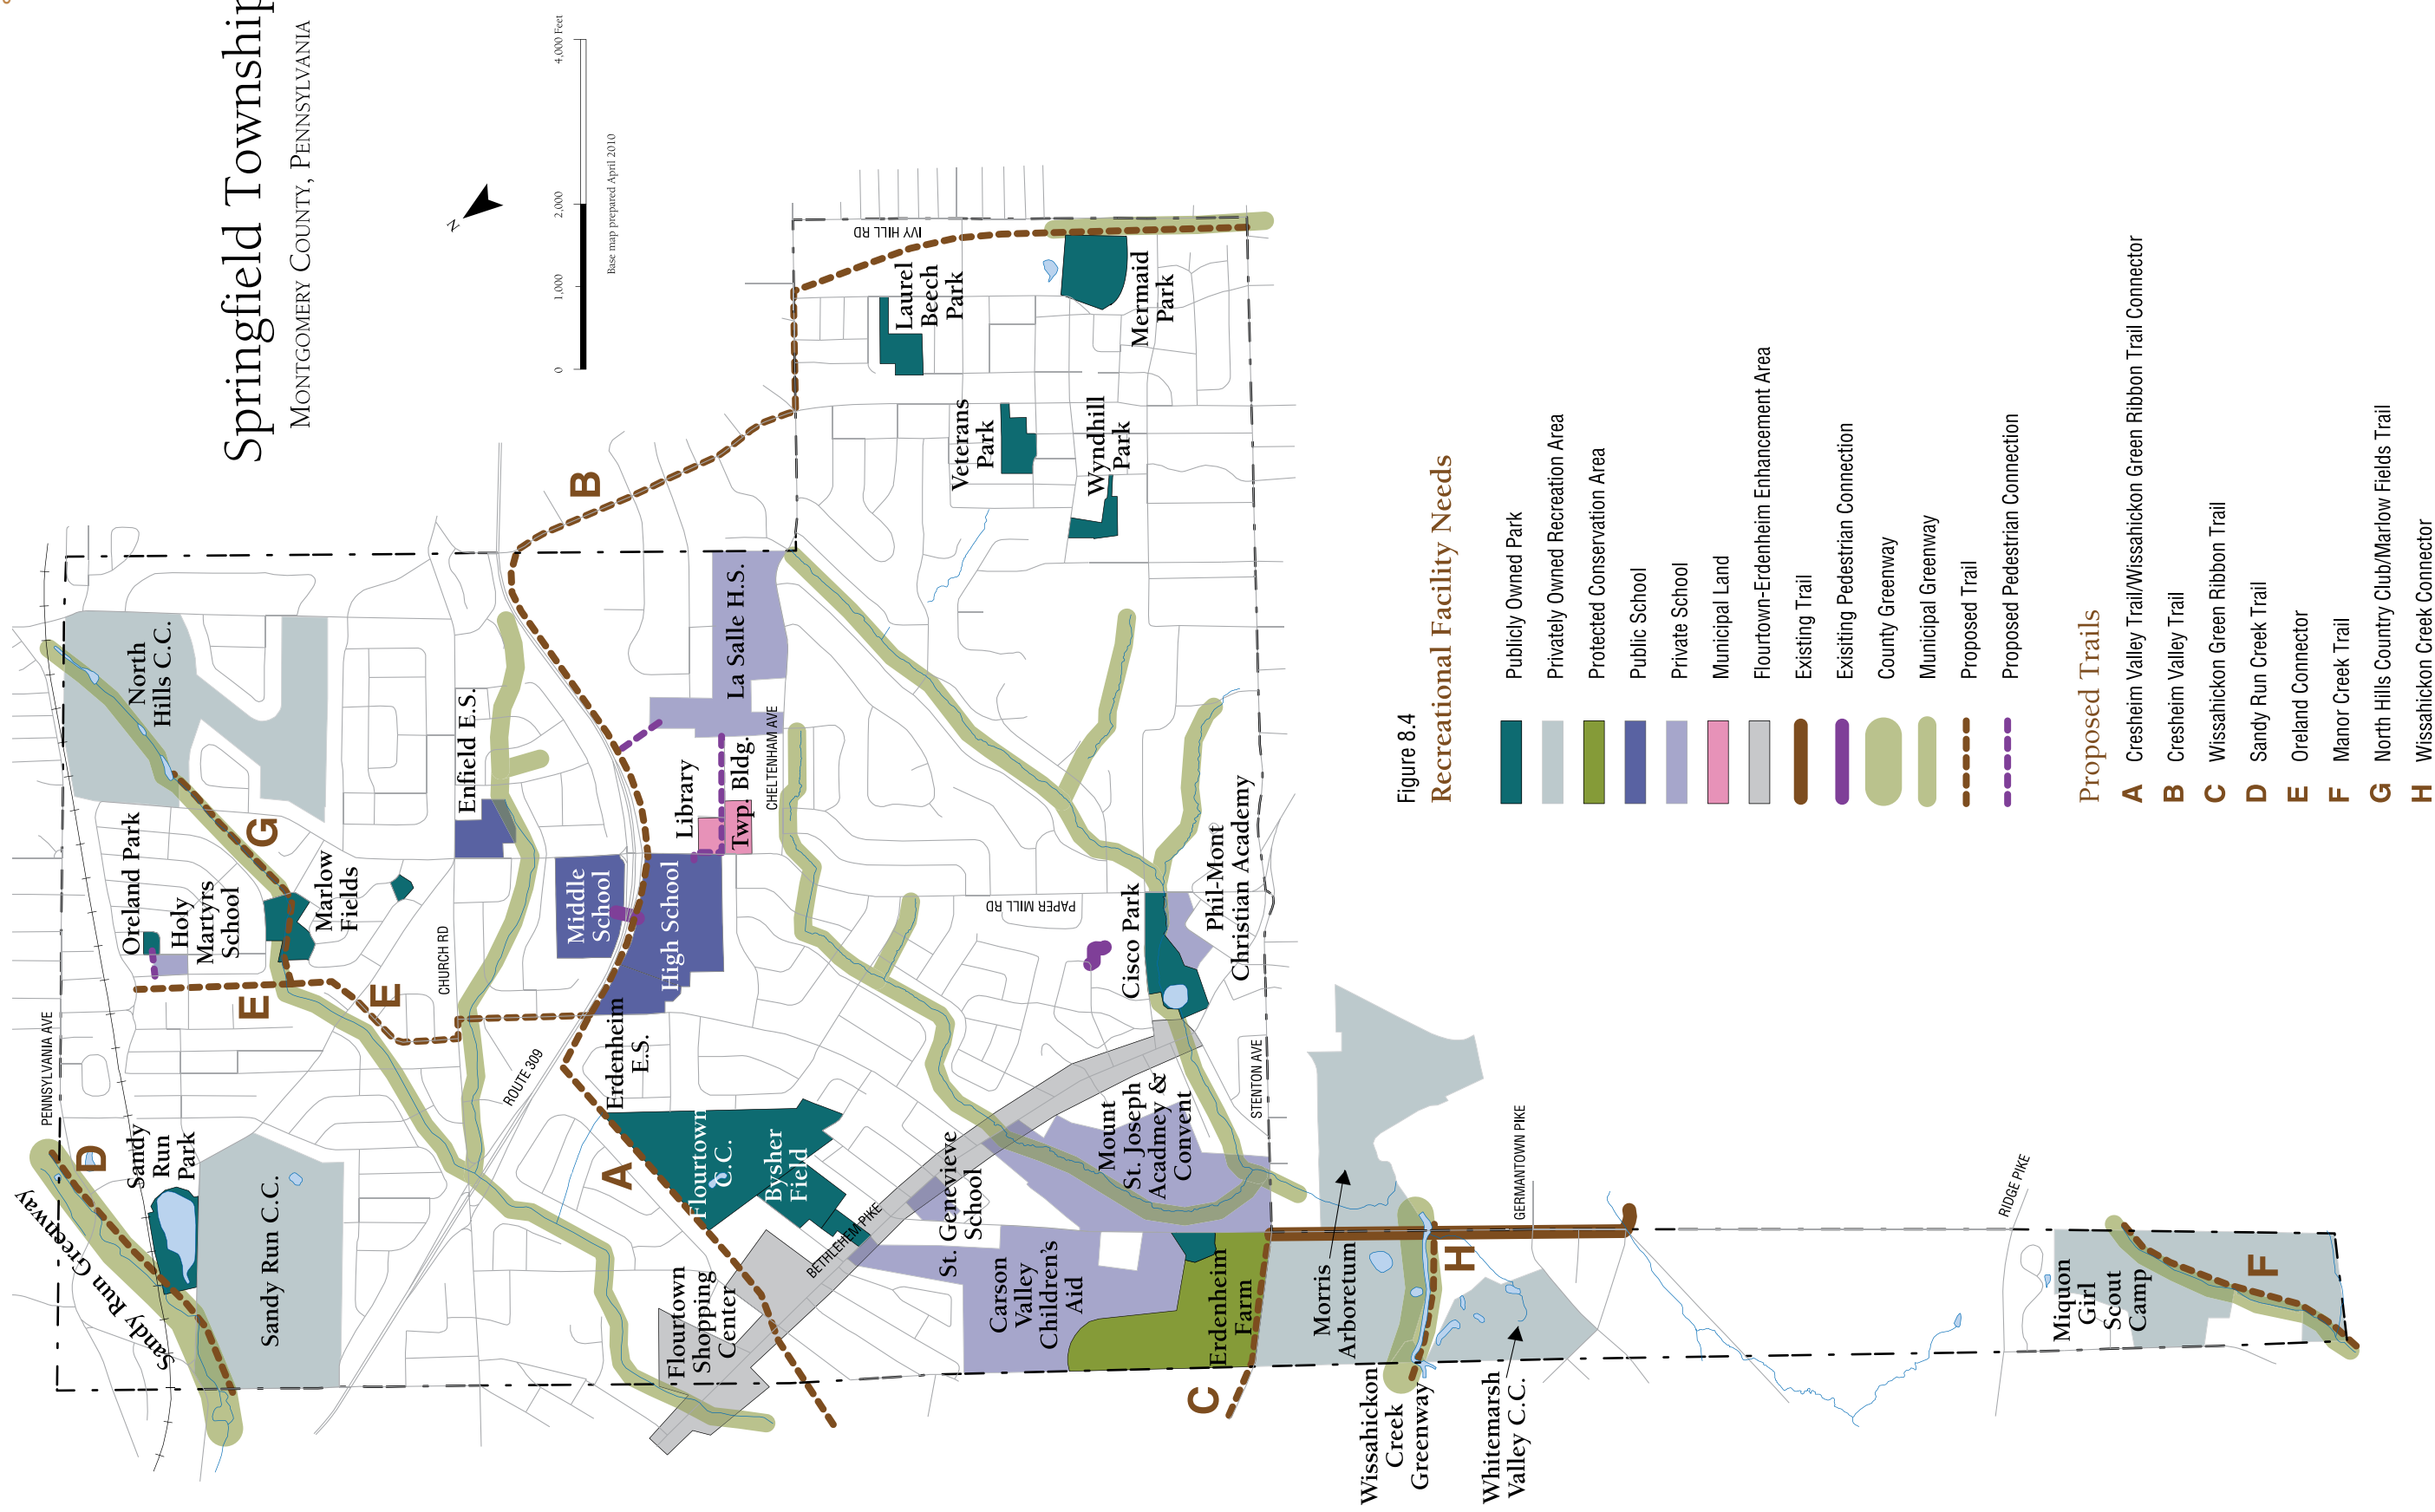 Springfield Township
MONTGOMERY COUNTY, PENNSYLVANIA
N
0
1,000
2,000
4,000 Feet
Base map prepared April 2010
PENNSYLVANIA AVE
Sandy Run Greenway
D
Sandy
Run
Park
Sandy Run C.C.
Oreland Park
Holy
Martyrs
School
Marlow
Fields
North
Hills C.C.
G
E
E
CHURCH RD
Enfield E.S.
ROUTE 309
Middle
School
High School
Library
Twp. Bldg.
La Salle H.S.
CHELTENHAM AVE
B
Erdenheim
E.S.
A
Flourtown
C.C.
Bysher
Field
BETHLEHEM PIKE
Flourtown
Shopping
Center
St. Genevieve
School
Carson
Valley
Children's
Aid
Mount
St. Joseph
Acadmey &
Convent
PAPER MILL RD
Cisco Park
Phil-Mont
Christian Academy
STENTON AVE
IVY HILL RD
Laurel
Beech
Park
Mermaid
Park
Veterans
Park
Wyndhill
Park
Erdenheim
Farm
C
Morris
Arboretum
H
Wissahickon
Creek
Greenway
Whitemarsh
Valley C.C.
GERMANTOWN PIKE
RIDGE PIKE
Miquon
Girl
Scout
Camp
F
Figure 8.4
Recreational Facility Needs
Publicly Owned Park
Privately Owned Recreation Area
Protected Conservation Area
Public School
Private School
Municipal Land
Flourtown-Erdenheim Enhancement Area
Existing Trail
Exisiting Pedestrian Connection
County Greenway
Municipal Greenway
Proposed Trail
Proposed Pedestrian Connection
Proposed Trails
A Cresheim Valley Trail/Wissahickon Green Ribbon Trail Connector
B Cresheim Valley Trail
C Wissahickon Green Ribbon Trail
D Sandy Run Creek Trail
E Oreland Connector
F Manor Creek Trail
G North Hills Country Club/Marlow Fields Trail
H Wissahickon Creek Connector